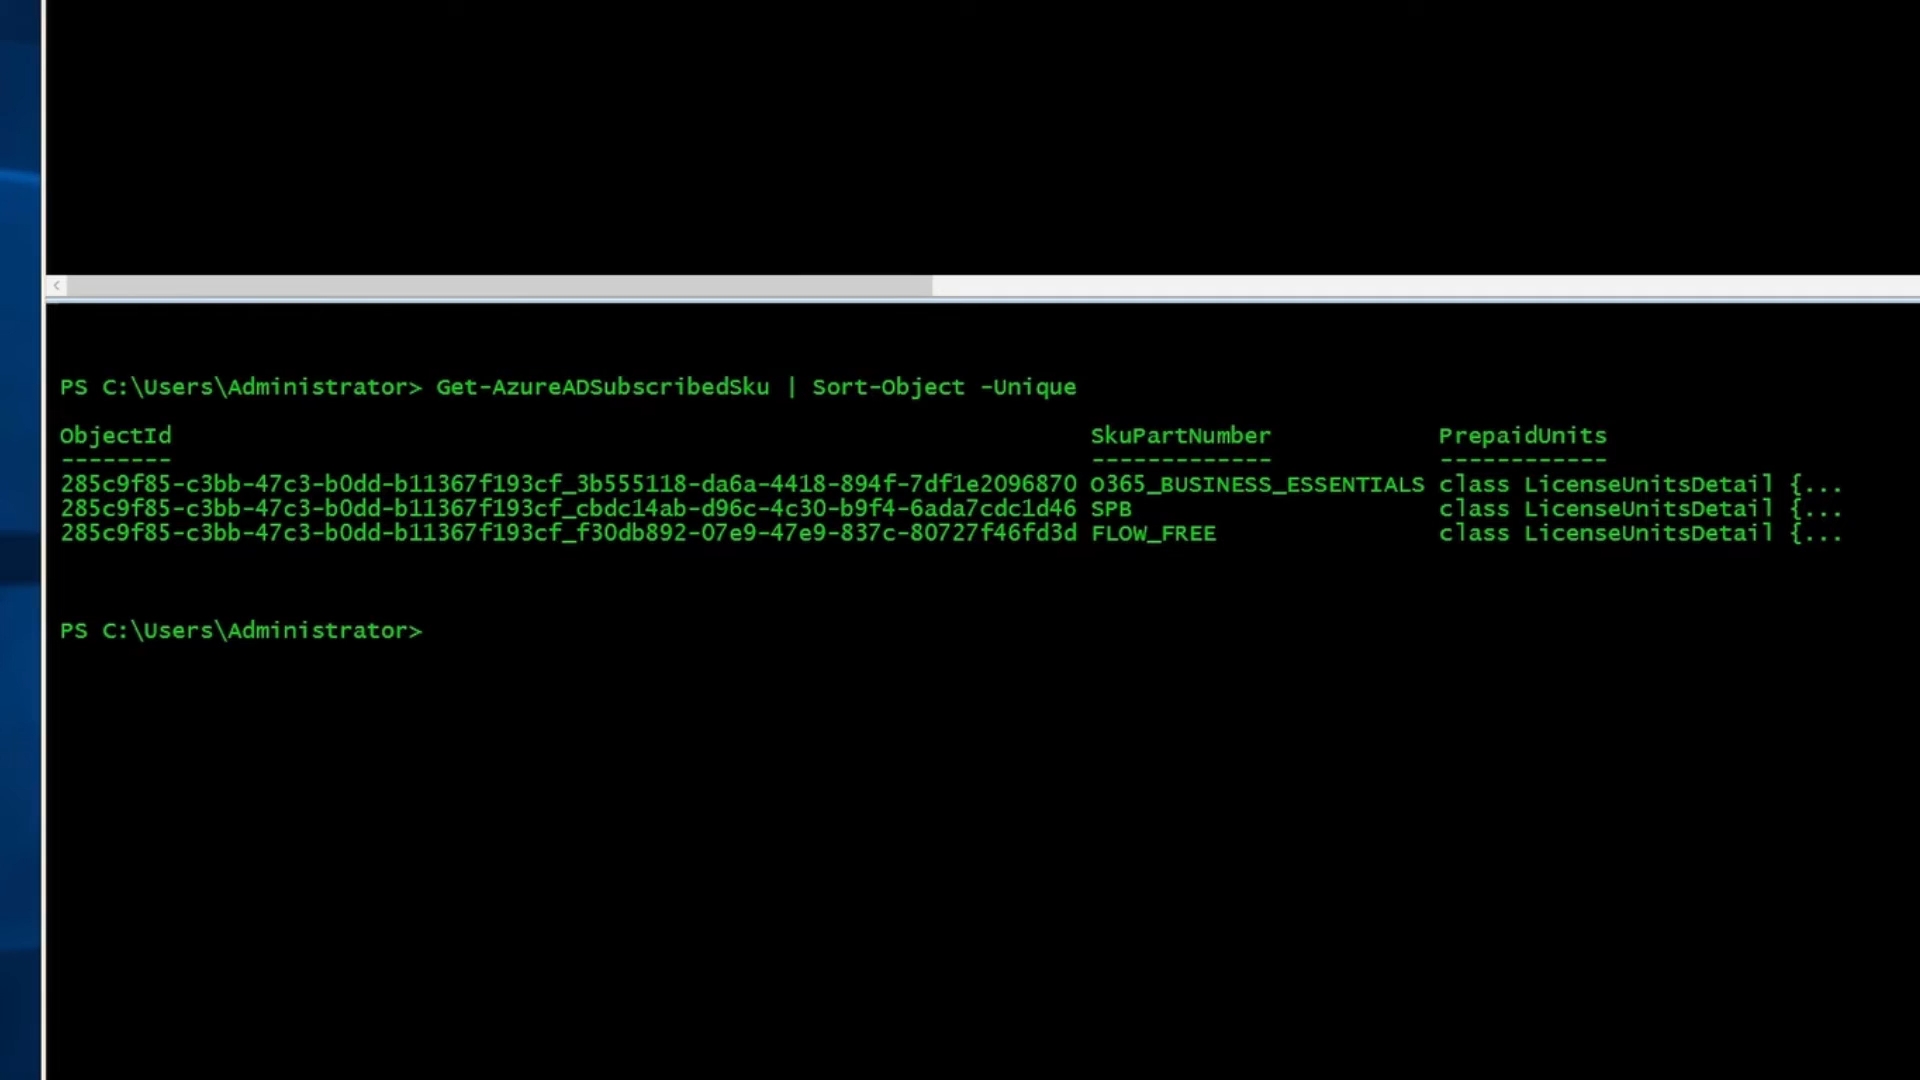 PS C:\Users\Administrator> Get-AzureADSubscribedSku | Sort-Object -Unique
ObjectId SkuPartNumber PrepaidUnits
-------- ------------- ------------
285c9f85-c3bb-47c3-b0dd-b11367f193cf_3b555118-da6a-4418-894f-7df1e2096870 O365_BUSINESS_ESSENTIALS class LicenseUnitsDetail {...
285c9f85-c3bb-47c3-b0dd-b11367f193cf_cbdc14ab-d96c-4c30-b9f4-6ada7cdc1d46 SPB class LicenseUnitsDetail {...
285c9f85-c3bb-47c3-b0dd-b11367f193cf_f30db892-07e9-47e9-837c-80727f46fd3d FLOW_FREE class LicenseUnitsDetail {...
PS C:\Users\Administrator>